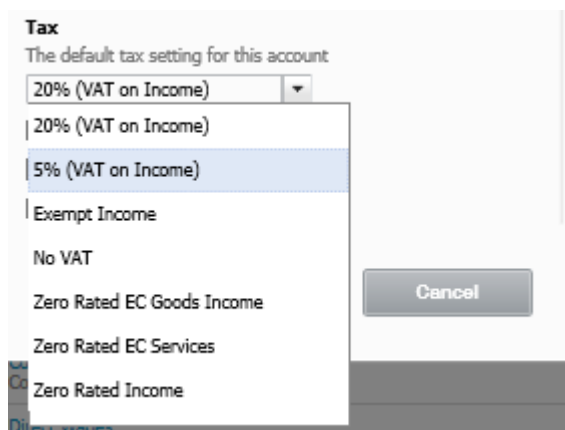 Tax
The default tax setting for this account
20% (VAT on Income)
20% (VAT on Income)
5% (VAT on Income)
Exempt Income
No VAT
Zero Rated EC Goods Income
Cancel
Zero Rated EC Services
Zero Rated Income